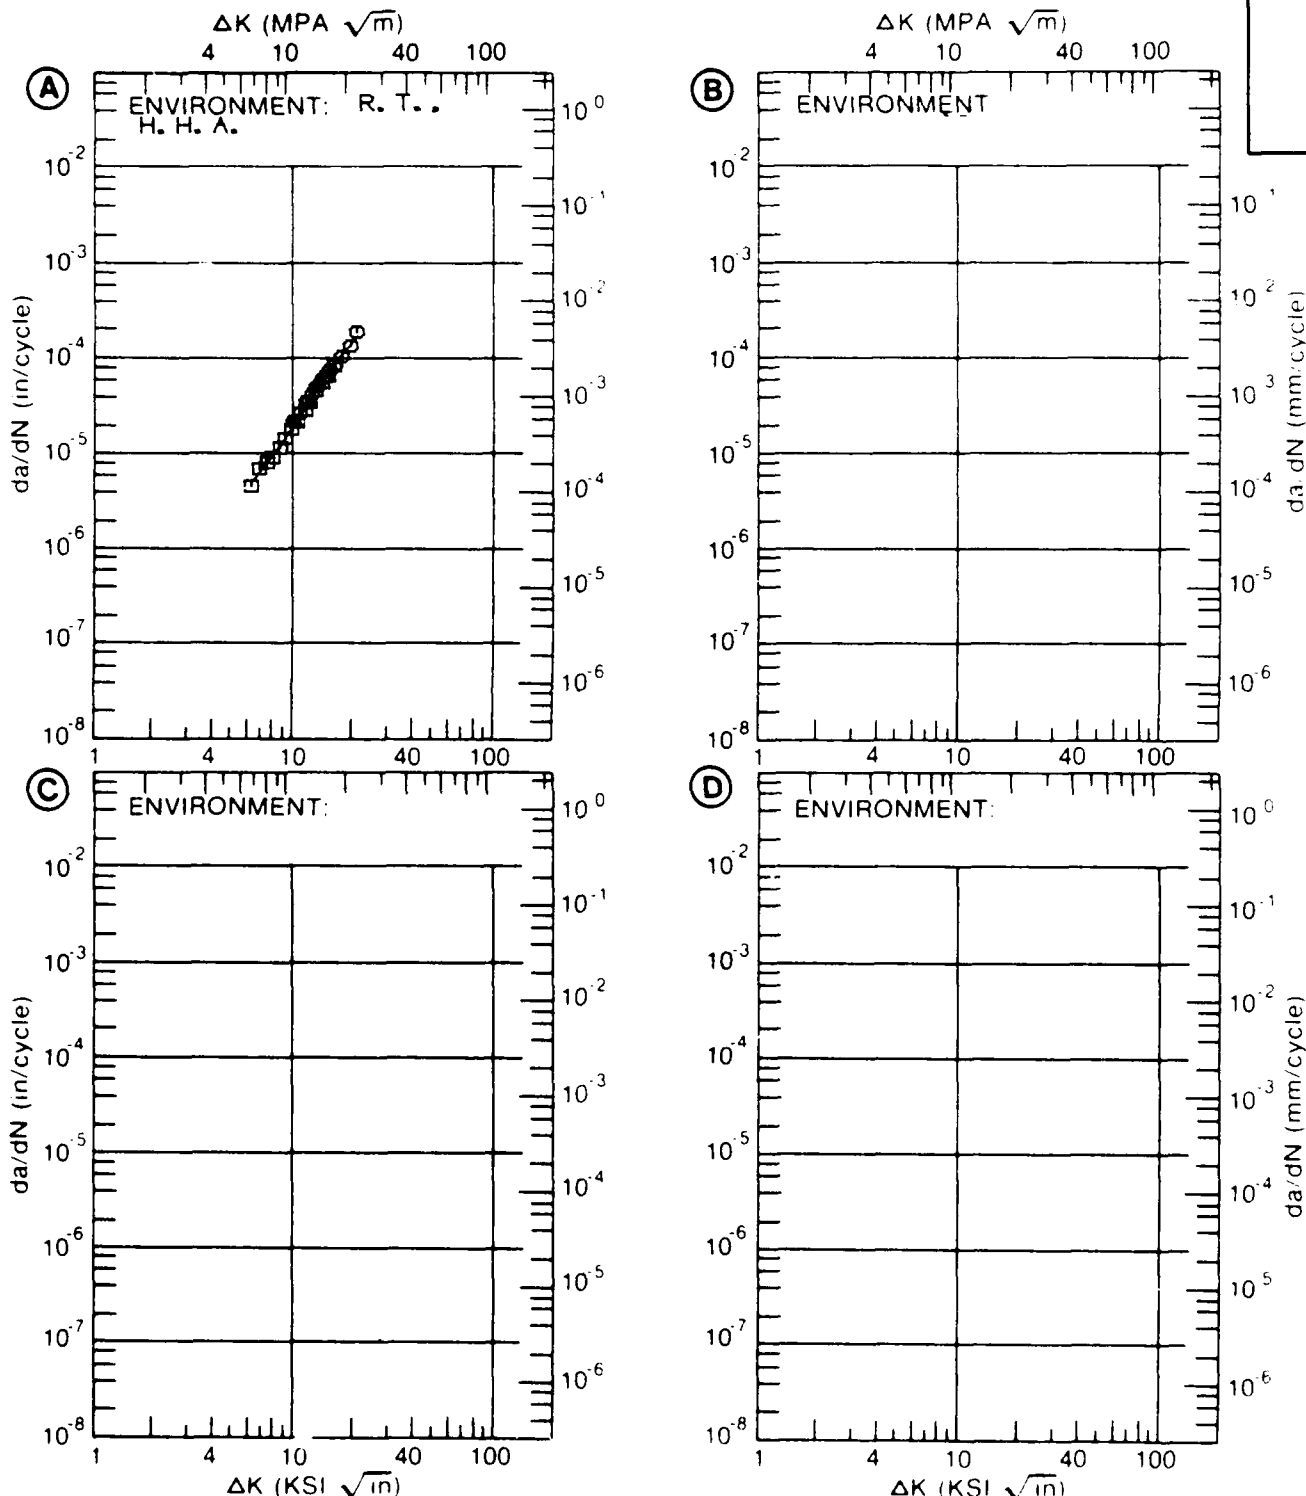 ΔK (MPA √m)
4 10 40 100
A
ENVIRONMENT: R. T. .
H. H. A.
10^0
10^-2
10^-1
10^-3
10^-2
10^-4
10^-3
10^-5
10^-4
10^-6
10^-5
10^-7
10^-6
10^-8
1 4 10 40 100
da/dN (in/cycle)
ΔK (MPA √m)
4 10 40 100
B
ENVIRONMENT
10^-2
10^-1
10^-3
10^-2
10^-4
10^-3
10^-5
10^-4
10^-6
10^-5
10^-7
10^-6
10^-8
1 4 10 40 100
da. dN (mm/cycle)
C
ENVIRONMENT:
10^0
10^-2
10^-1
10^-3
10^-2
10^-4
10^-3
10^-5
10^-4
10^-6
10^-5
10^-7
10^-6
10^-8
1 4 10 40 100
da/dN (in/cycle)
ΔK (KSI √in)
D
ENVIRONMENT:
10^0
10^-2
10^-1
10^-3
10^-2
10^-4
10^-3
10^-5
10^-4
10^-6
10^-5
10^-7
10^-6
10^-8
1 4 10 40 100
da/dN (mm/cycle)
ΔK (KSI √in)